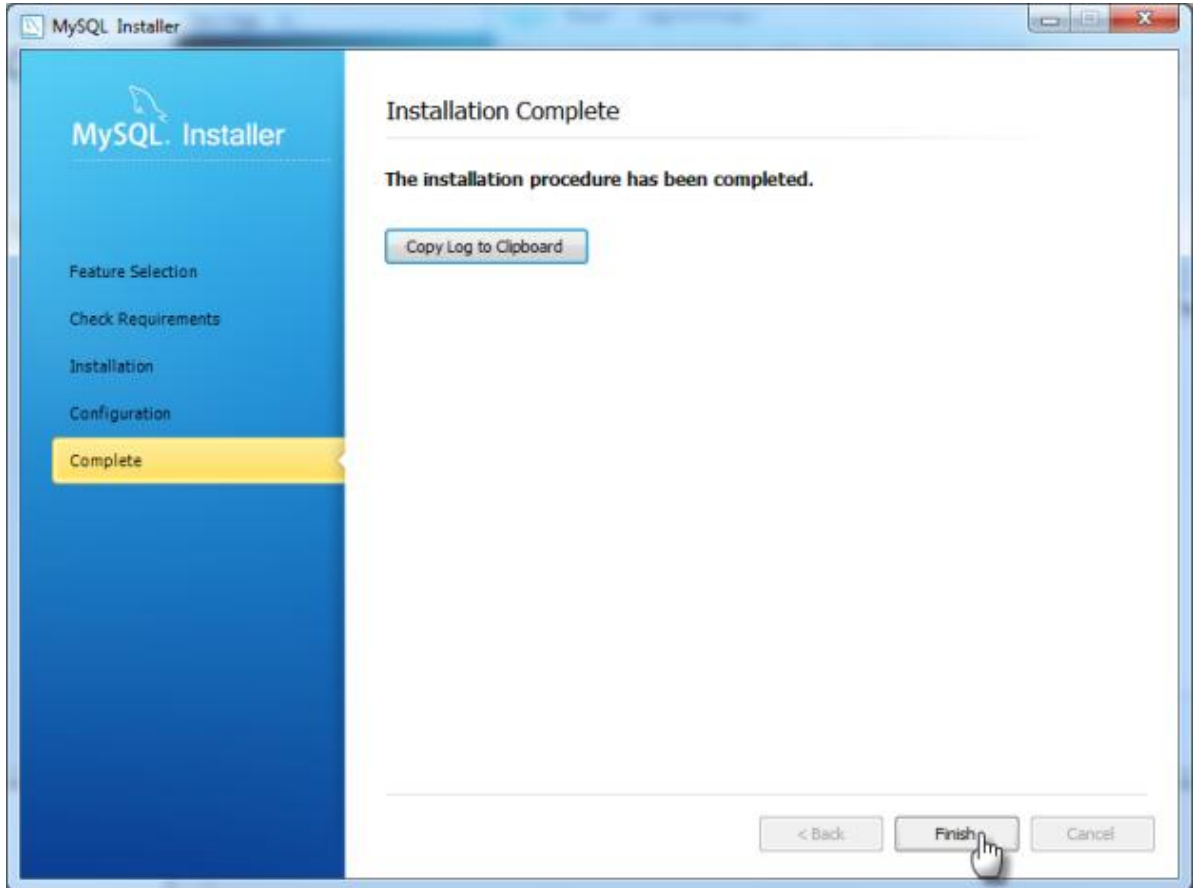 MySQL Installer
MySQL. Installer
Feature Selection
Check Requirements
Installation
Configuration
Complete
Installation Complete
The installation procedure has been completed.
Copy Log to Clipboard
< Back
Finish
Cancel